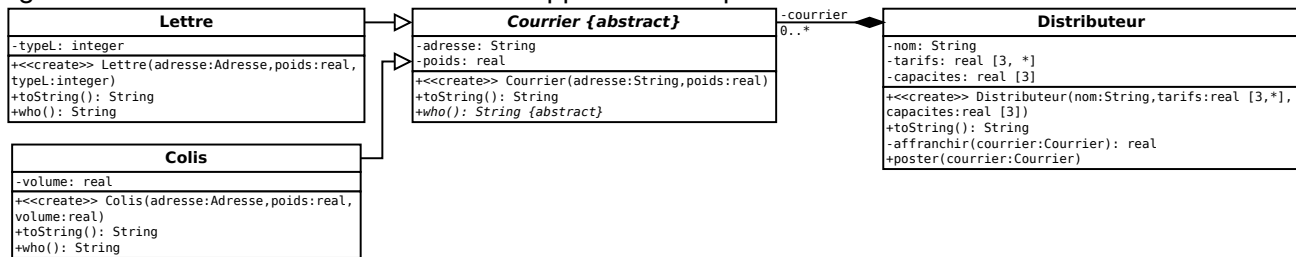 Lettre
-typeL: integer
+<<create>> Lettre(adresse:Adresse,poids:real,
typeL:integer)
+toString(): String
+who(): String
Courrier {abstract}
-adresse: String
-poids: real
+<<create>> Courrier(adresse:String,poids:real)
+toString(): String
+who(): String {abstract}
-courrier
0..*
Distributeur
-nom: String
-tarifs: real [3, *]
-capacites: real [3]
+<<create>> Distributeur(nom:String,tarifs:real [3,*],
capacites:real [3])
+toString(): String
-affranchir(courrier:Courrier): real
+poster(courrier:Courrier)
Colis
-volume: real
+<<create>> Colis(adresse:Adresse,poids:real,
volume:real)
+toString(): String
+who(): String